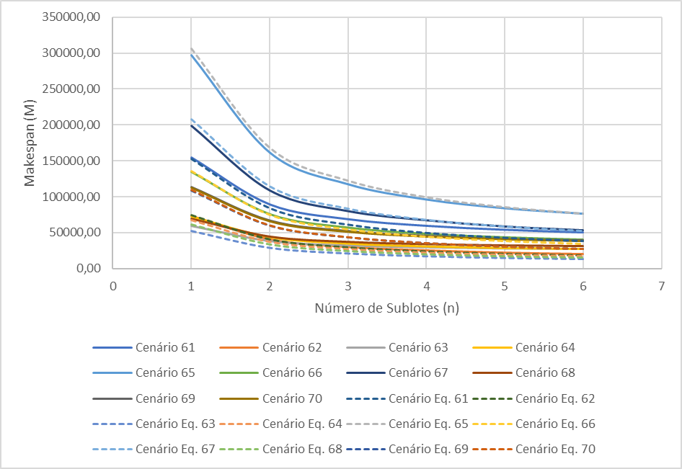 350000,00
300000,00
250000,00
200000,00
150000,00
100000,00
50000,00
0,00
Makespan (M)
0 1 2 3 4 5 6 7
Número de Sublotes (n)
Cenário 61 Cenário 62 Cenário 63 Cenário 64
Cenário 65 Cenário 66 Cenário 67 Cenário 68
Cenário 69 Cenário 70 Cenário Eq. 61 Cenário Eq. 62
Cenário Eq. 63 Cenário Eq. 64 Cenário Eq. 65 Cenário Eq. 66
Cenário Eq. 67 Cenário Eq. 68 Cenário Eq. 69 Cenário Eq. 70